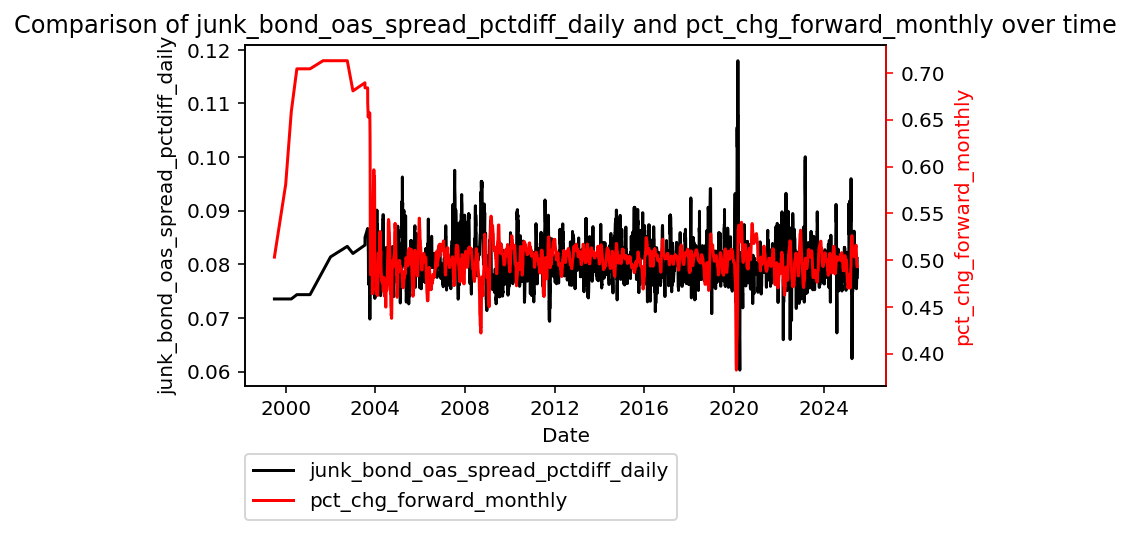 Comparison of junk_bond_oas_spread_pctdiff_daily and pct_chg_forward_monthly over time
junk_bond_oas_spread_pctdiff_daily
0.12
0.11
0.10
0.09
0.08
0.07
0.06
0.70
0.65
0.60
0.55
0.50
0.45
0.40
pct_chg_forward_monthly
2000 2004 2008 2012 2016 2020 2024
Date
junk_bond_oas_spread_pctdiff_daily
pct_chg_forward_monthly